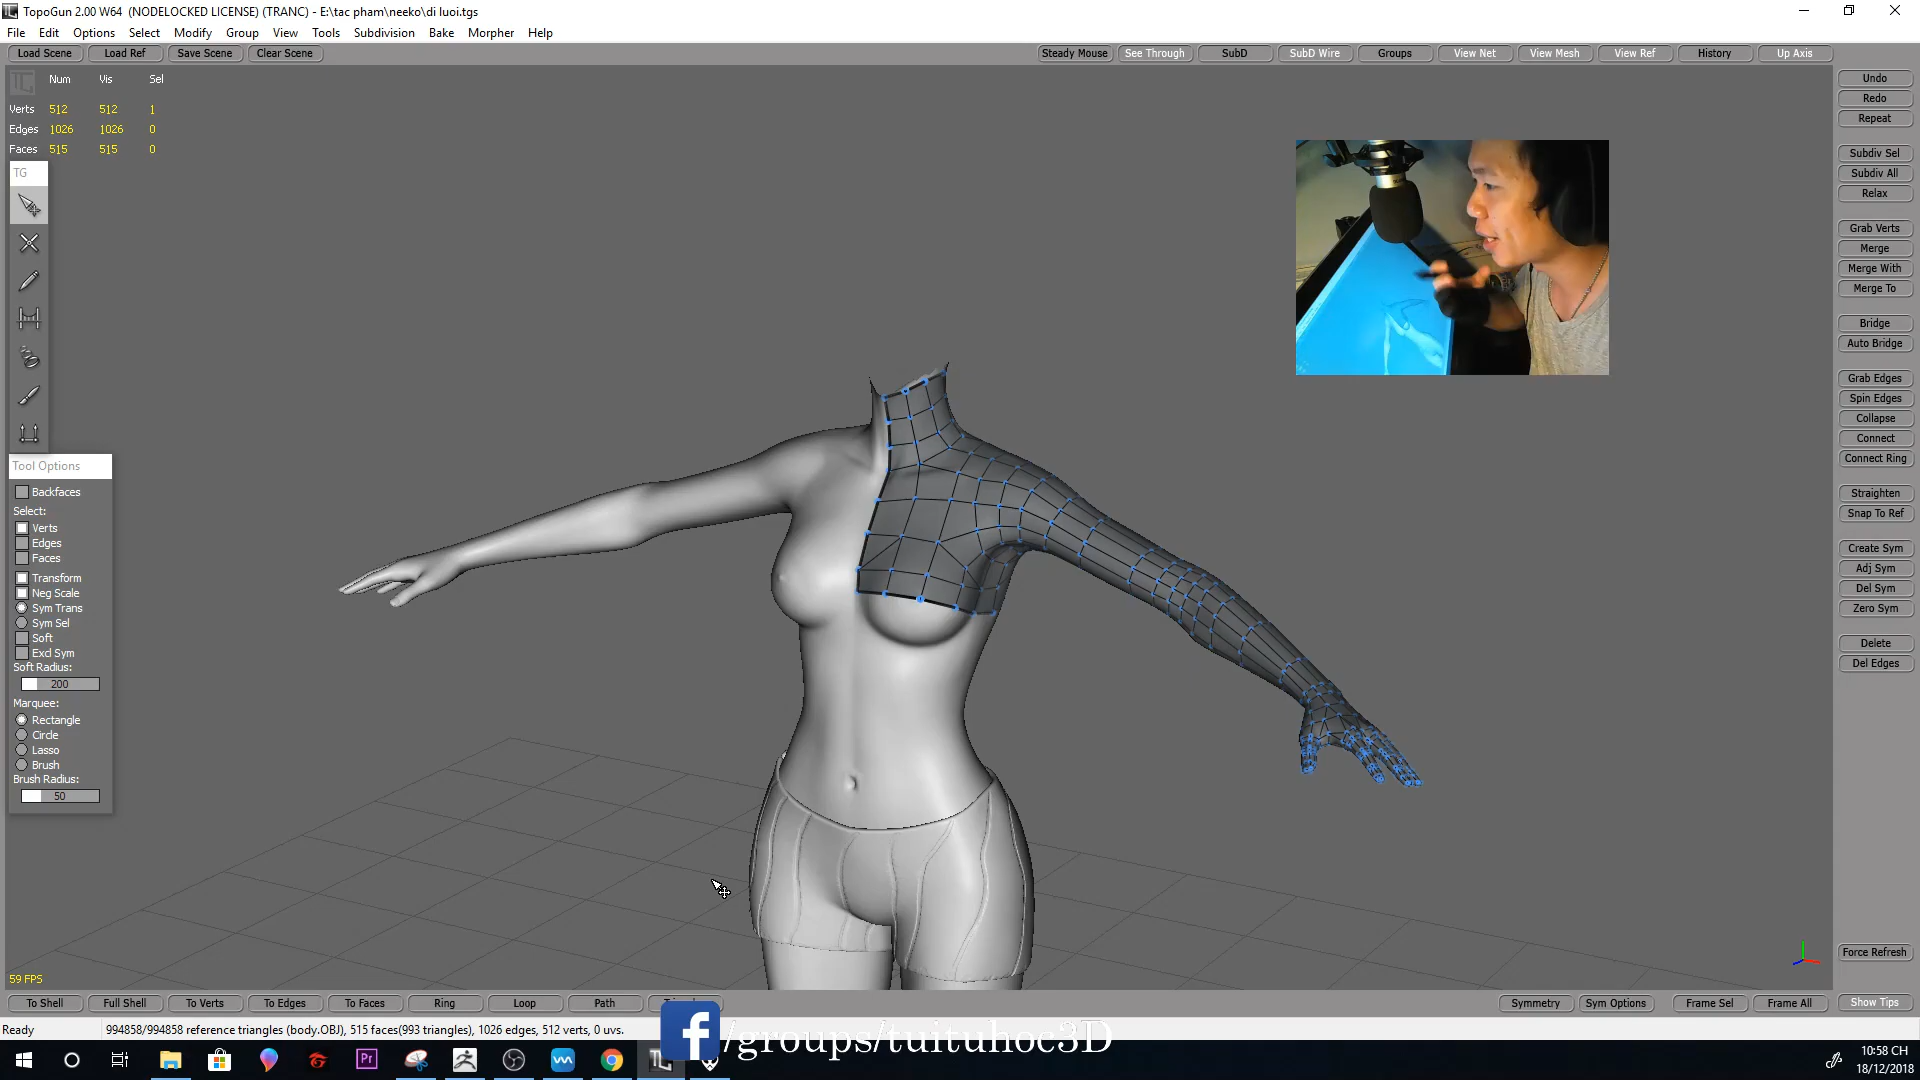 TopoGun 2.00 W64 (NODELOCKED LICENSE) (TRANC) - E:\tac pham\neeko\di luoi.tgs
File Edit Options Select Modify Group View Tools Subdivision Bake Morpher Help
Load Scene Load Ref Save Scene Clear Scene Steady Mouse See Through SubD SubD Wire Groups View Net View Mesh View Ref History Up Axis
Num Vis Sel
Verts 512 512 1
Edges 1026 1026 0
Faces 515 515 0
TG
Tool Options
Backfaces
Select:
Verts
Edges
Faces
Transform
Neg Scale
Sym Trans
Sym Sel
Soft
Excl Sym
Soft Radius:
200
Marquee:
Rectangle
Circle
Lasso
Brush
Brush Radius:
50
Undo
Redo
Repeat
Subdiv Sel
Subdiv All
Relax
Grab Verts
Merge
Merge With
Merge To
Bridge
Auto Bridge
Grab Edges
Spin Edges
Collapse
Connect
Connect Ring
Straighten
Snap To Ref
Create Sym
Adj Sym
Del Sym
Zero Sym
Delete
Del Edges
Force Refresh
59 FPS
To Shell Full Shell To Verts To Edges To Faces Ring Loop Path Symmetry Sym Options Frame Sel Frame All Show Tips
Ready 994858/994858 reference triangles (body.OBJ), 515 faces(993 triangles), 1026 edges, 512 verts, 0 uvs.
/groups/tuituhoc3D
10:58 CH
18/12/2018